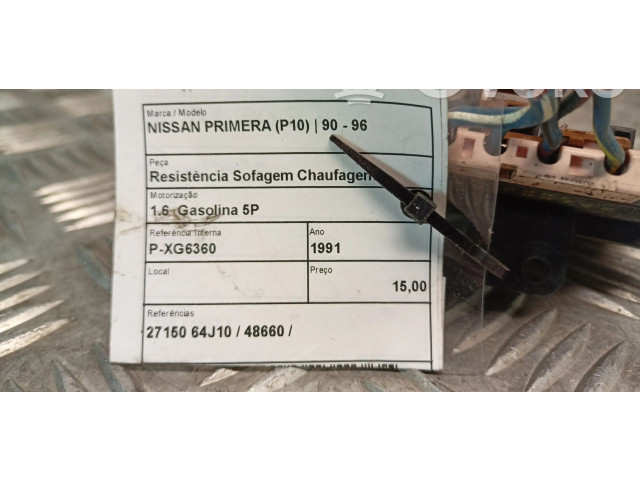 Marca / Modelo
NISSAN PRIMERA (P10) | 90 - 96
Peça
Resistência Sofagem Chaufagem
Motorização
1.6 Gasolina 5P
Referência Interna
P-XG6360
Ano
1991
Local
Preço
15,00
Referências
27150 64J10 / 48660 /